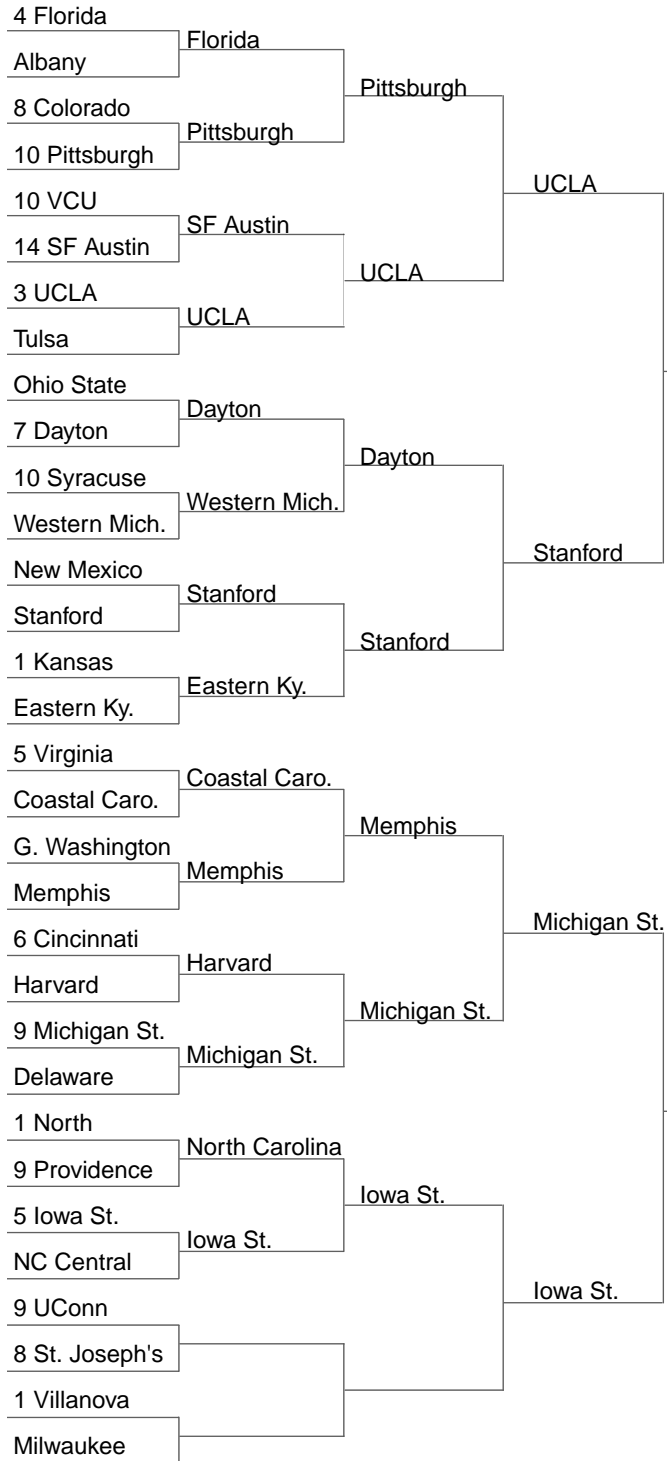 4 Florida
Albany
8 Colorado
10 Pittsburgh
10 VCU
14 SF Austin
3 UCLA
Tulsa
Ohio State
7 Dayton
10 Syracuse
Western Mich.
New Mexico
Stanford
1 Kansas
Eastern Ky.
5 Virginia
Coastal Caro.
G. Washington
Memphis
6 Cincinnati
Harvard
9 Michigan St.
Delaware
1 North
9 Providence
5 Iowa St.
NC Central
9 UConn
8 St. Joseph's
1 Villanova
Milwaukee
Florida
Pittsburgh
SF Austin
UCLA
Dayton
Western Mich.
Stanford
Eastern Ky.
Coastal Caro.
Memphis
Harvard
Michigan St.
North Carolina
Iowa St.
Pittsburgh
UCLA
Dayton
Stanford
Memphis
Michigan St.
Iowa St.
UCLA
Stanford
Michigan St.
Iowa St.